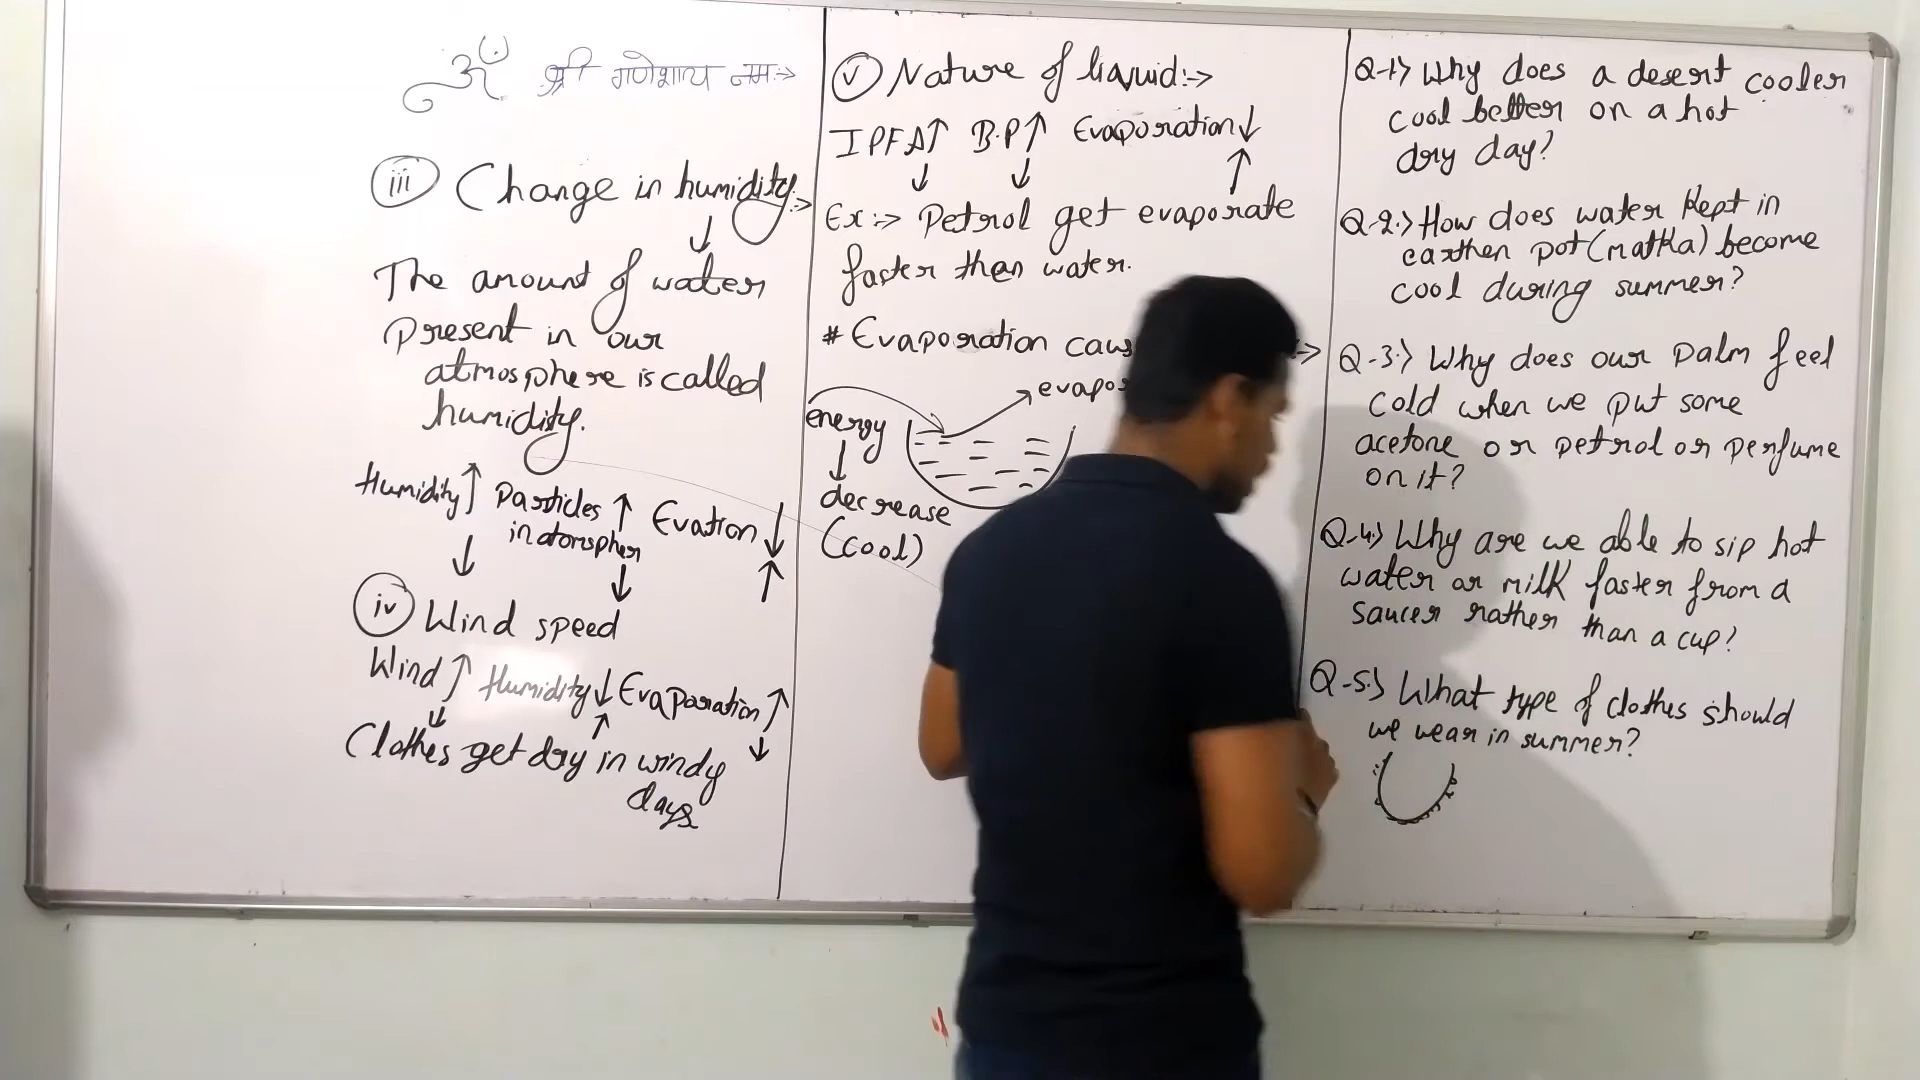 ॐ श्री गणेशाय नमः:->
iii Change in humidity:->
The amount of water
present in our
atmosphere is called
humidity.
Humidity↑ Particles ↑ Evation ↓
in atomspher
↓ ↓ ↑
iv Wind speed
Wind↑ Humidity↓ Evaporation↑
↓ ↑ ↓
Clothes get dry in windy
days
v Nature of liquid:->
IPFA↑ B.P↑ Evaporation↓
↓ ↓ ↑
Ex:-> Petrol get evaporate
faster than water.
# Evaporation
energy
↓
decrease
(cool)
Q-1> Why does a desert cooler
cool better on a hot
dry day?
Q-2.> How does water kept in
earthen pot (matka) become
cool during summer?
Q-3.> Why does our palm feel
cold when we put some
acetone or petrol or perfume
on it?
Q-4.> Why are we able to sip hot
water or milk faster from a
saucer rather than a cup?
Q-5.> What type of clothes should
we wear in summer?